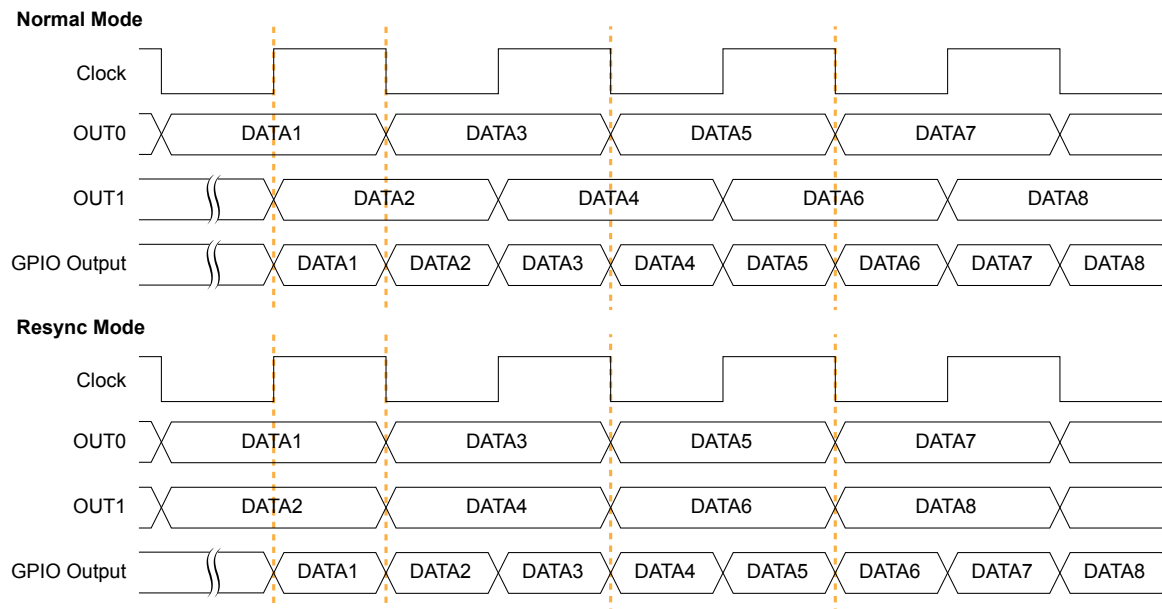 Normal Mode
Clock
OUT0 DATA1 DATA3 DATA5 DATA7
OUT1 DATA2 DATA4 DATA6 DATA8
GPIO Output DATA1 DATA2 DATA3 DATA4 DATA5 DATA6 DATA7 DATA8
Resync Mode
Clock
OUT0 DATA1 DATA3 DATA5 DATA7
OUT1 DATA2 DATA4 DATA6 DATA8
GPIO Output DATA1 DATA2 DATA3 DATA4 DATA5 DATA6 DATA7 DATA8